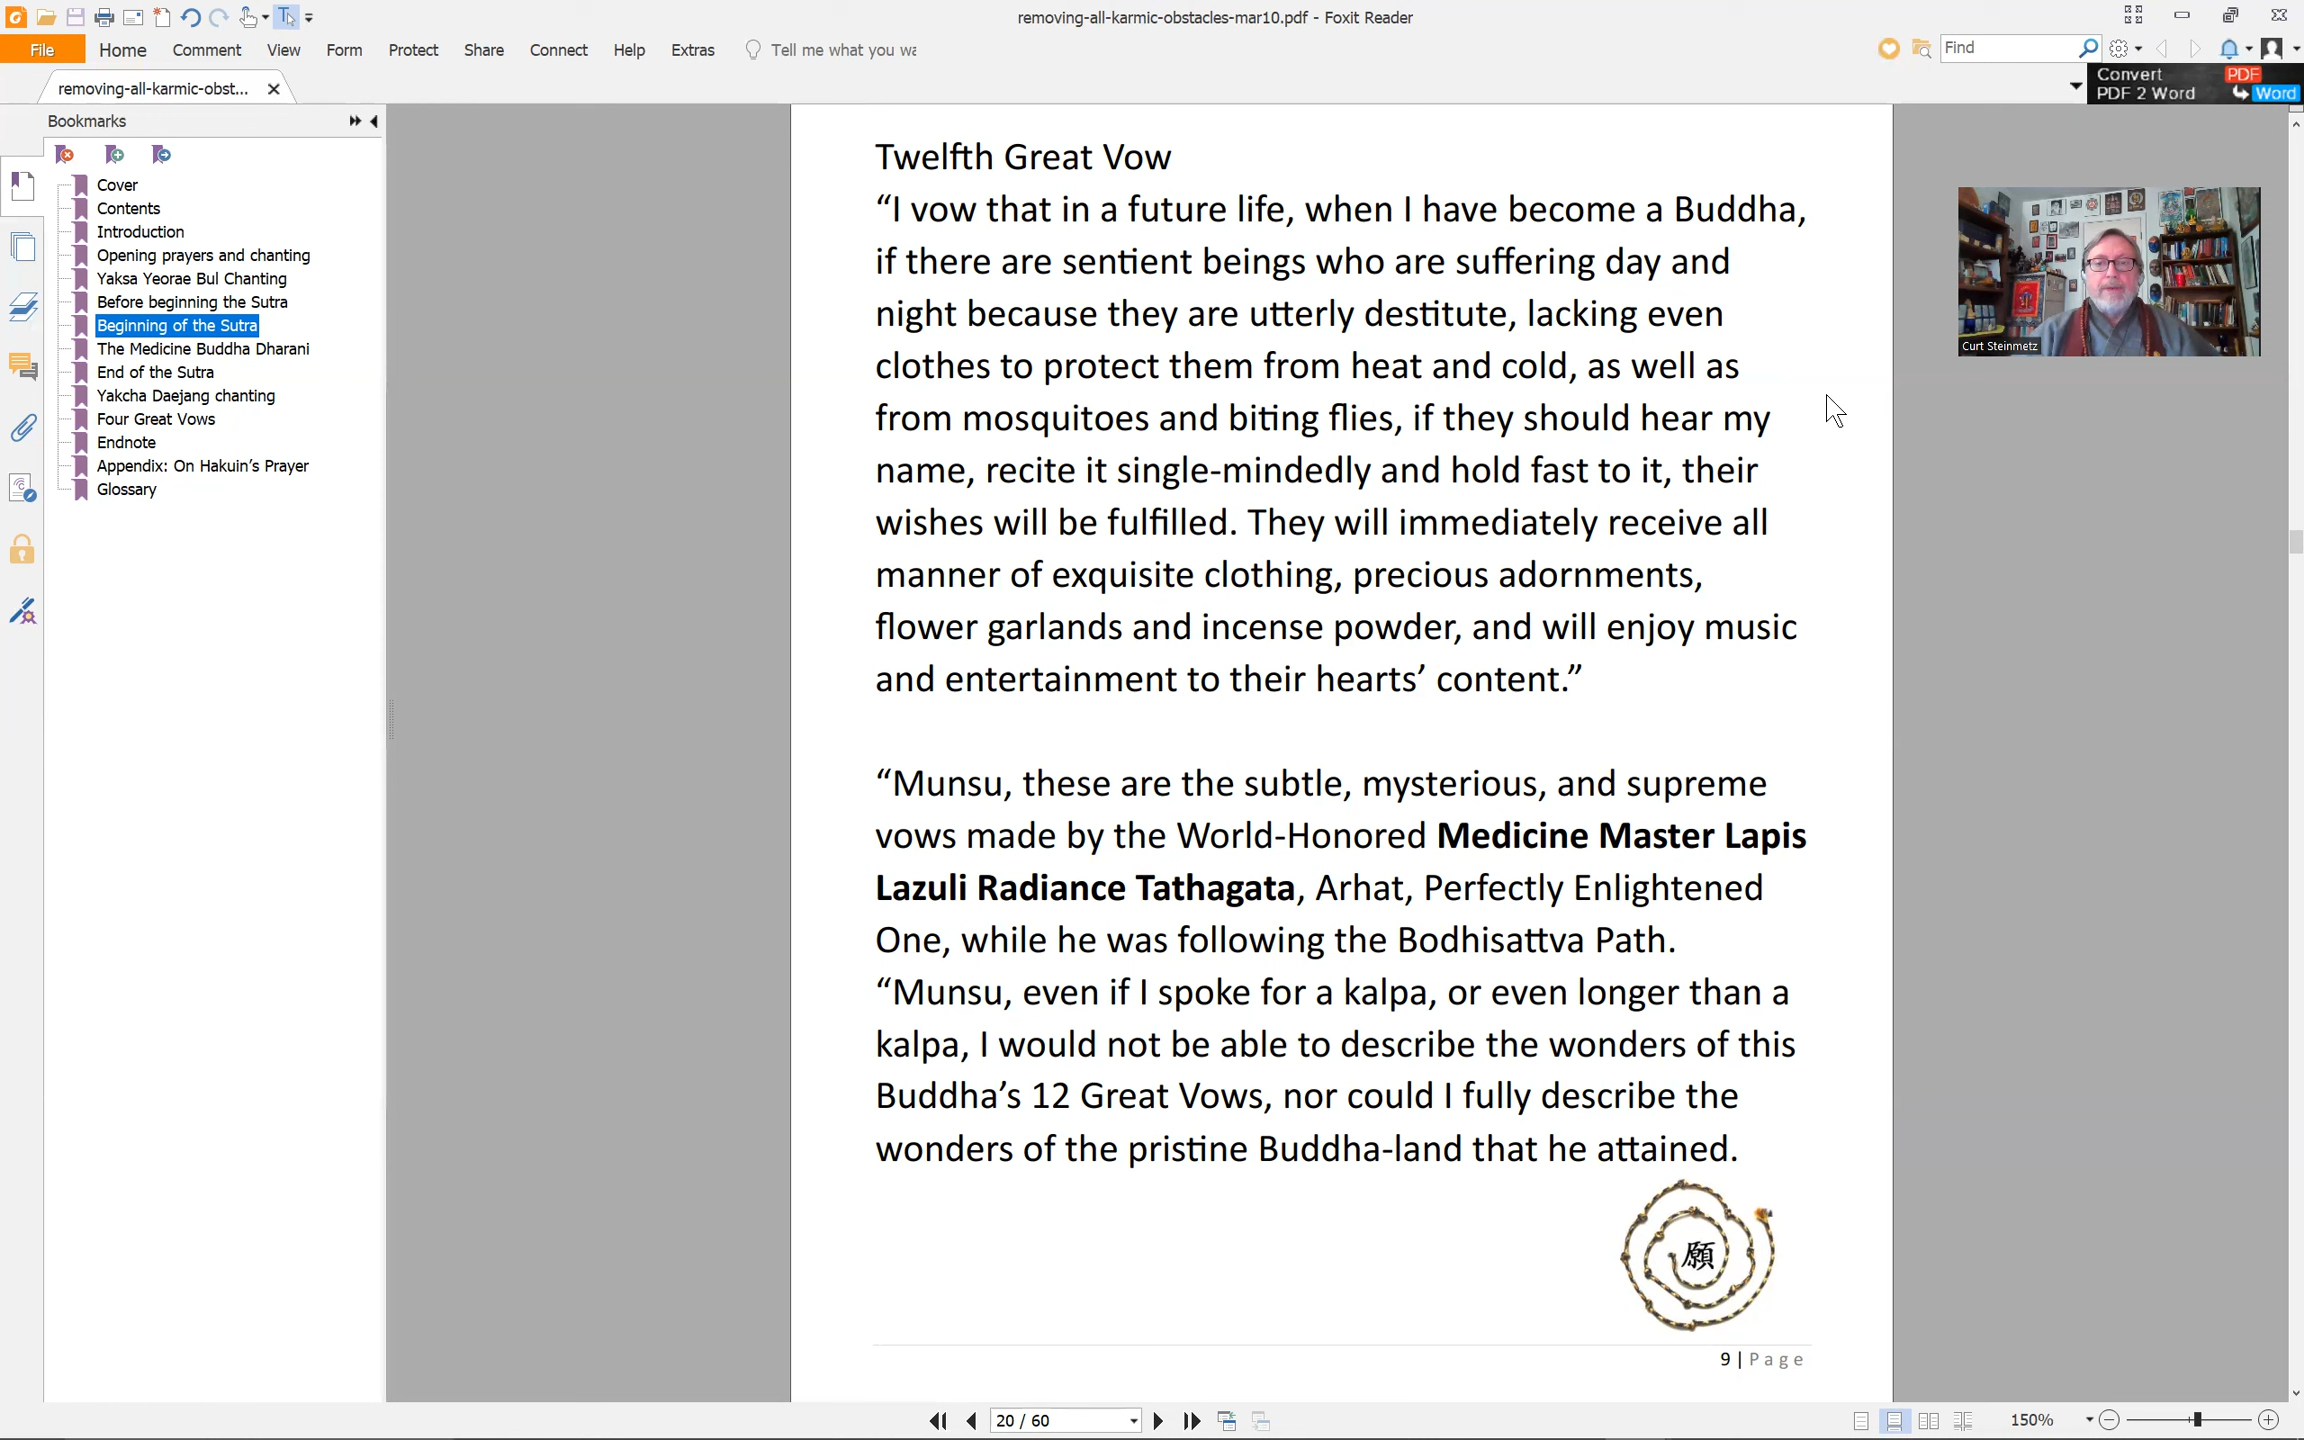 removing-all-karmic-obstacles-mar10.pdf - Foxit Reader
File Home Comment View Form Protect Share Connect Help Extras Tell me what you wa
Find
removing-all-karmic-obst...
Convert PDF
PDF 2 Word Word
Bookmarks
Cover
Contents
Introduction
Opening prayers and chanting
Yaksa Yeorae Bul Chanting
Before beginning the Sutra
Beginning of the Sutra
The Medicine Buddha Dharani
End of the Sutra
Yakcha Daejang chanting
Four Great Vows
Endnote
Appendix: On Hakuin's Prayer
Glossary
Twelfth Great Vow
“I vow that in a future life, when I have become a Buddha,
if there are sentient beings who are suffering day and
night because they are utterly destitute, lacking even
clothes to protect them from heat and cold, as well as
from mosquitoes and biting flies, if they should hear my
name, recite it single-mindedly and hold fast to it, their
wishes will be fulfilled. They will immediately receive all
manner of exquisite clothing, precious adornments,
flower garlands and incense powder, and will enjoy music
and entertainment to their hearts’ content.”
“Munsu, these are the subtle, mysterious, and supreme
vows made by the World-Honored Medicine Master Lapis
Lazuli Radiance Tathagata, Arhat, Perfectly Enlightened
One, while he was following the Bodhisattva Path.
“Munsu, even if I spoke for a kalpa, or even longer than a
kalpa, I would not be able to describe the wonders of this
Buddha’s 12 Great Vows, nor could I fully describe the
wonders of the pristine Buddha-land that he attained.
願
9 | Page
Curt Steinmetz
20 / 60
150%